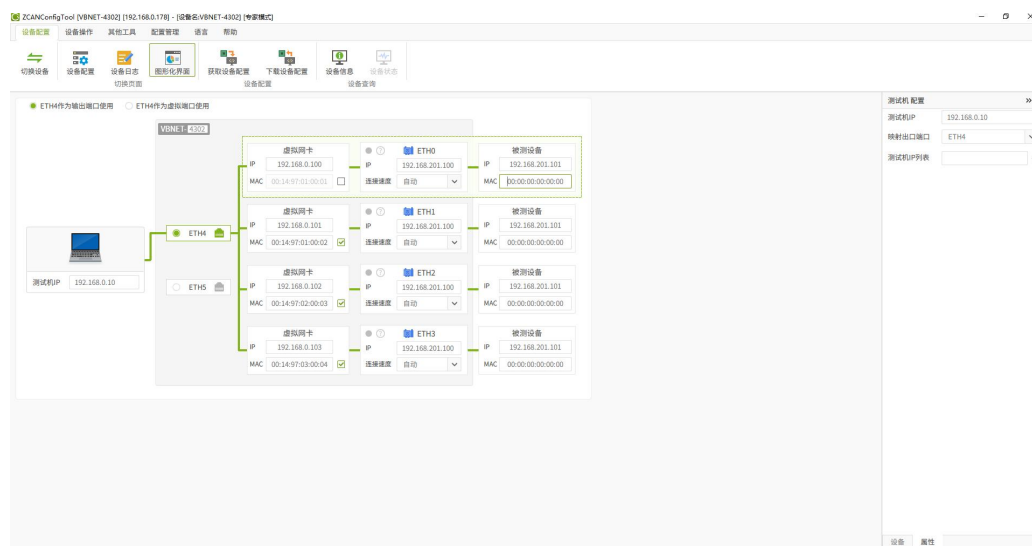 ZCANConfigTool [VBNET-4302] [192.168.0.178] - [设备名:VBNET-4302] [专家模式]
设备配置 设备操作 其他工具 配置管理 语言 帮助
切换设备 设备配置 设备日志 图形化界面 获取设备配置 下载设备配置 设备信息 设备状态
切换页面 设备配置 设备查询
ETH4作为输出端口使用 ETH4作为虚拟端口使用
VBNET-4302
虚拟网卡 ETH0 被测设备
IP 192.168.0.100 IP 192.168.201.100 IP 192.168.201.101
MAC 00:14:97:01:00:01 连接速度 自动 MAC 00:00:00:00:00:00
虚拟网卡 ETH1 被测设备
IP 192.168.0.101 IP 192.168.201.100 IP 192.168.201.101
MAC 00:14:97:01:00:02 连接速度 自动 MAC 00:00:00:00:00:00
ETH4
虚拟网卡 ETH2 被测设备
IP 192.168.0.102 IP 192.168.201.100 IP 192.168.201.101
MAC 00:14:97:02:00:03 连接速度 自动 MAC 00:00:00:00:00:00
测试机IP 192.168.0.10
ETH5
虚拟网卡 ETH3 被测设备
IP 192.168.0.103 IP 192.168.201.100 IP 192.168.201.101
MAC 00:14:97:03:00:04 连接速度 自动 MAC 00:00:00:00:00:00
测试机 配置
测试机IP 192.168.0.10
映射出口端口 ETH4
测试机IP列表
设备 属性